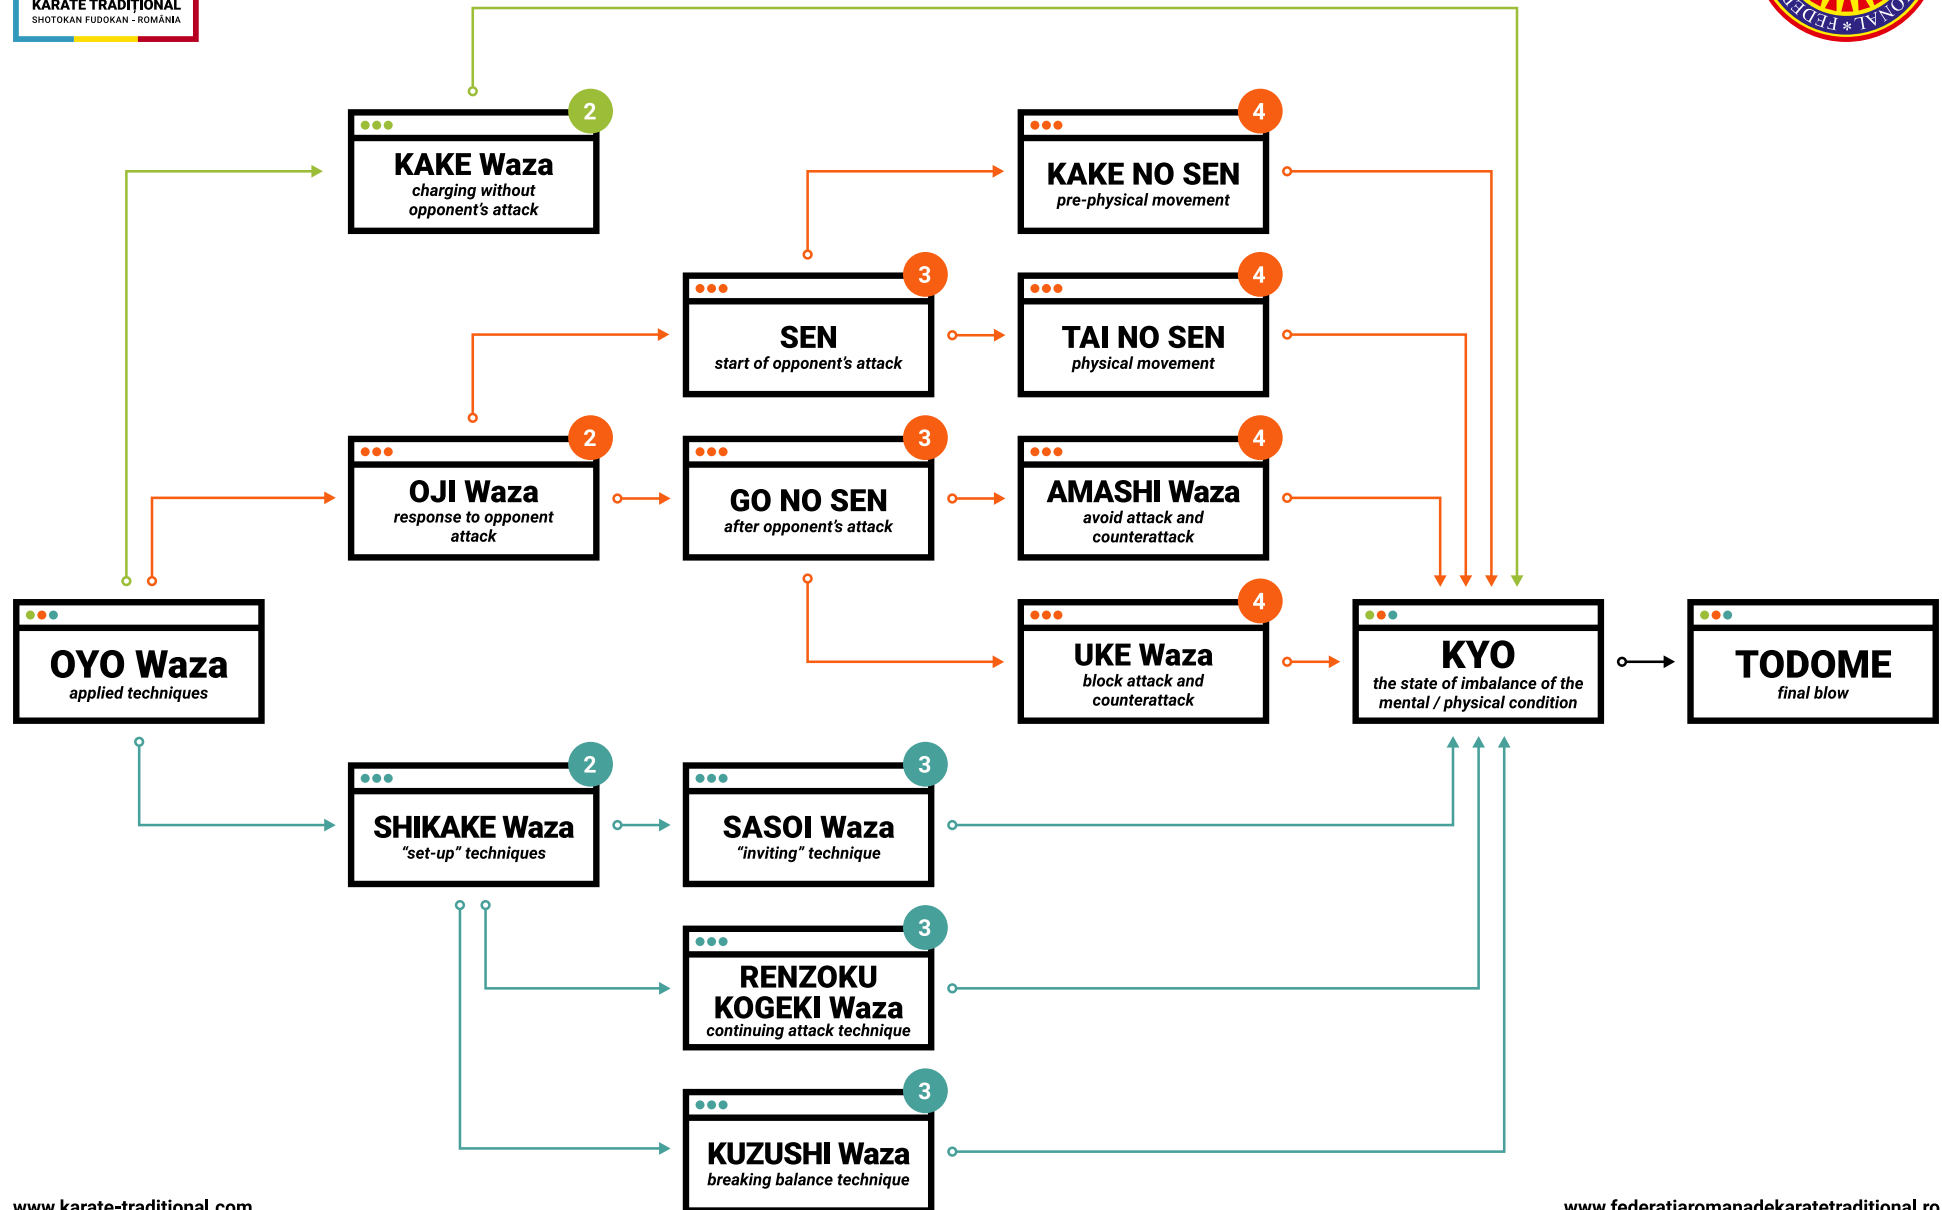 KARATE TRADIȚIONAL
SHOTOKAN FUDOKAN - ROMÂNIA
ONAL * FEDER
2
KAKE Waza
charging without
opponent's attack
4
KAKE NO SEN
pre-physical movement
3
SEN
start of opponent's attack
4
TAI NO SEN
physical movement
2
OJI Waza
response to opponent
attack
3
GO NO SEN
after opponent's attack
4
AMASHI Waza
avoid attack and
counterattack
OYO Waza
applied techniques
4
UKE Waza
block attack and
counterattack
KYO
the state of imbalance of the
mental / physical condition
TODOME
final blow
2
SHIKAKE Waza
“set-up” techniques
3
SASOI Waza
“inviting” technique
3
RENZOKU
KOGEKI Waza
continuing attack technique
3
KUZUSHI Waza
breaking balance technique
www.karate-traditional.com
www.federatiaromanadekaratetraditional.ro